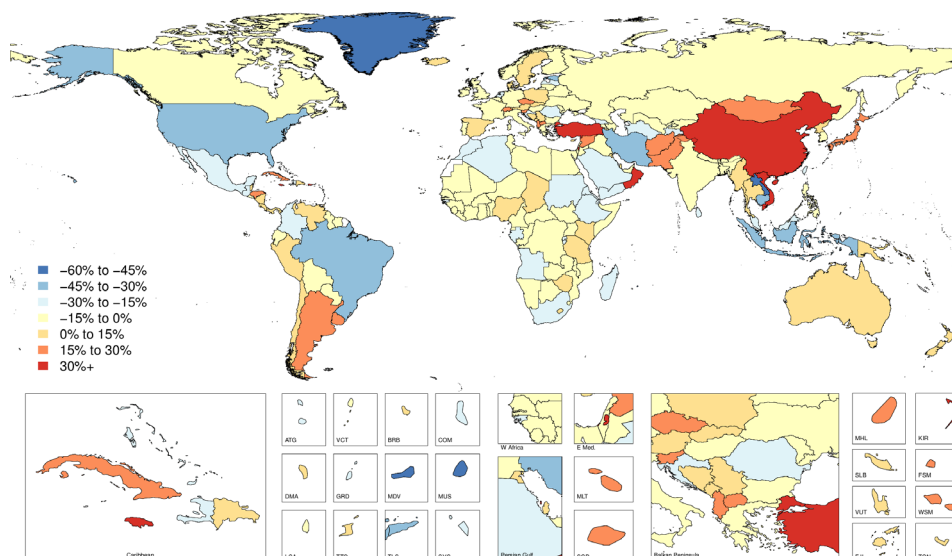 −60% to −45%
−45% to −30%
−30% to −15%
−15% to 0%
0% to 15%
15% to 30%
30%+
ATG
VCT
BRB
COM
W Africa
E Med.
MHL
KIR
DMA
GRD
MDV
MUS
MLT
SLB
FSM
VUT
WSM
Caribbean
Persian Gulf
Balkan Peninsula